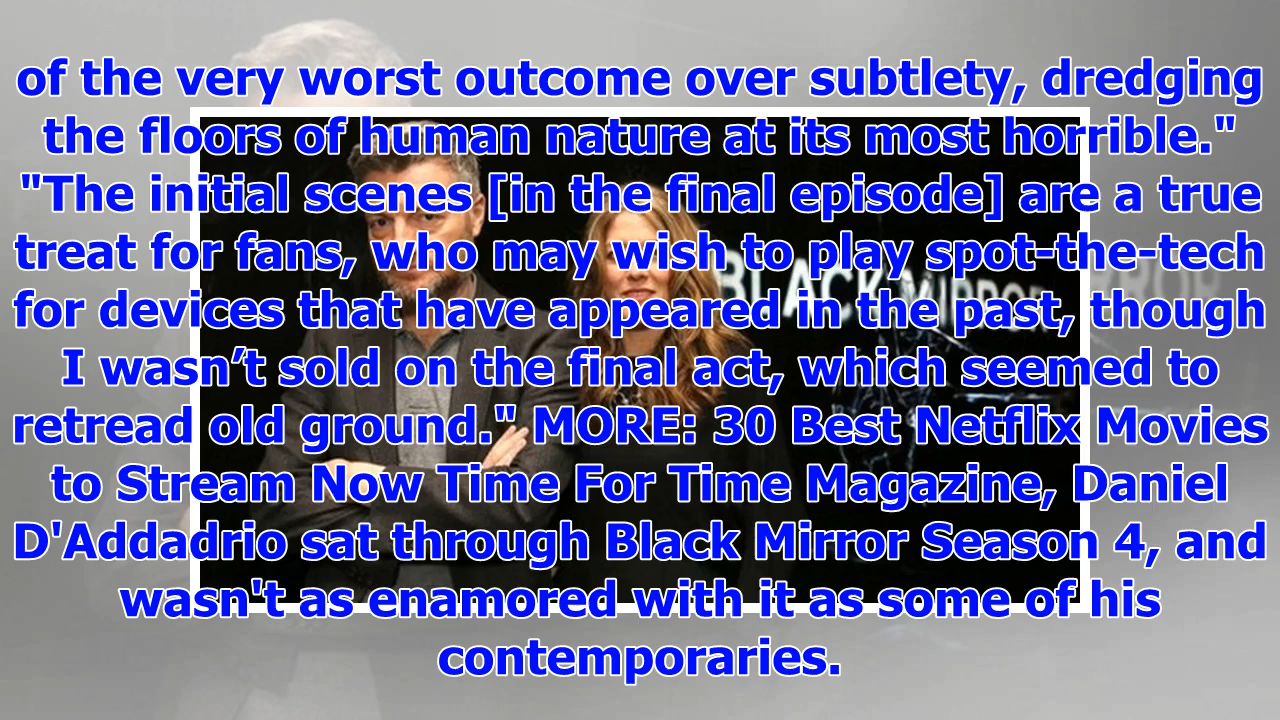 of the very worst outcome over subtlety, dredging
the floors of human nature at its most horrible."
"The initial scenes [in the final episode] are a true
treat for fans, who may wish to play spot-the-tech
for devices that have appeared in the past, though
I wasn’t sold on the final act, which seemed to
retread old ground." MORE: 30 Best Netflix Movies
to Stream Now Time For Time Magazine, Daniel
D'Addadrio sat through Black Mirror Season 4, and
wasn't as enamored with it as some of his
contemporaries.
BLACK MIRROR